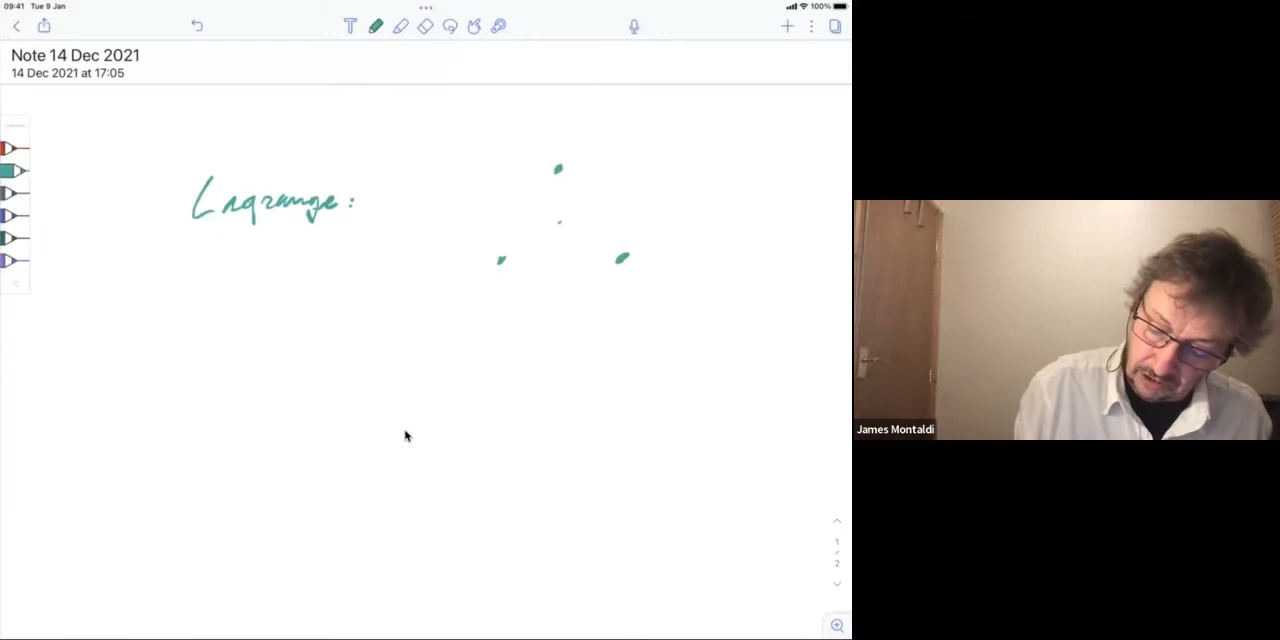 09:41 Tue 9 Jan
100%
T
Note 14 Dec 2021
14 Dec 2021 at 17:05
Lagrange:
James Montaldi
1
2